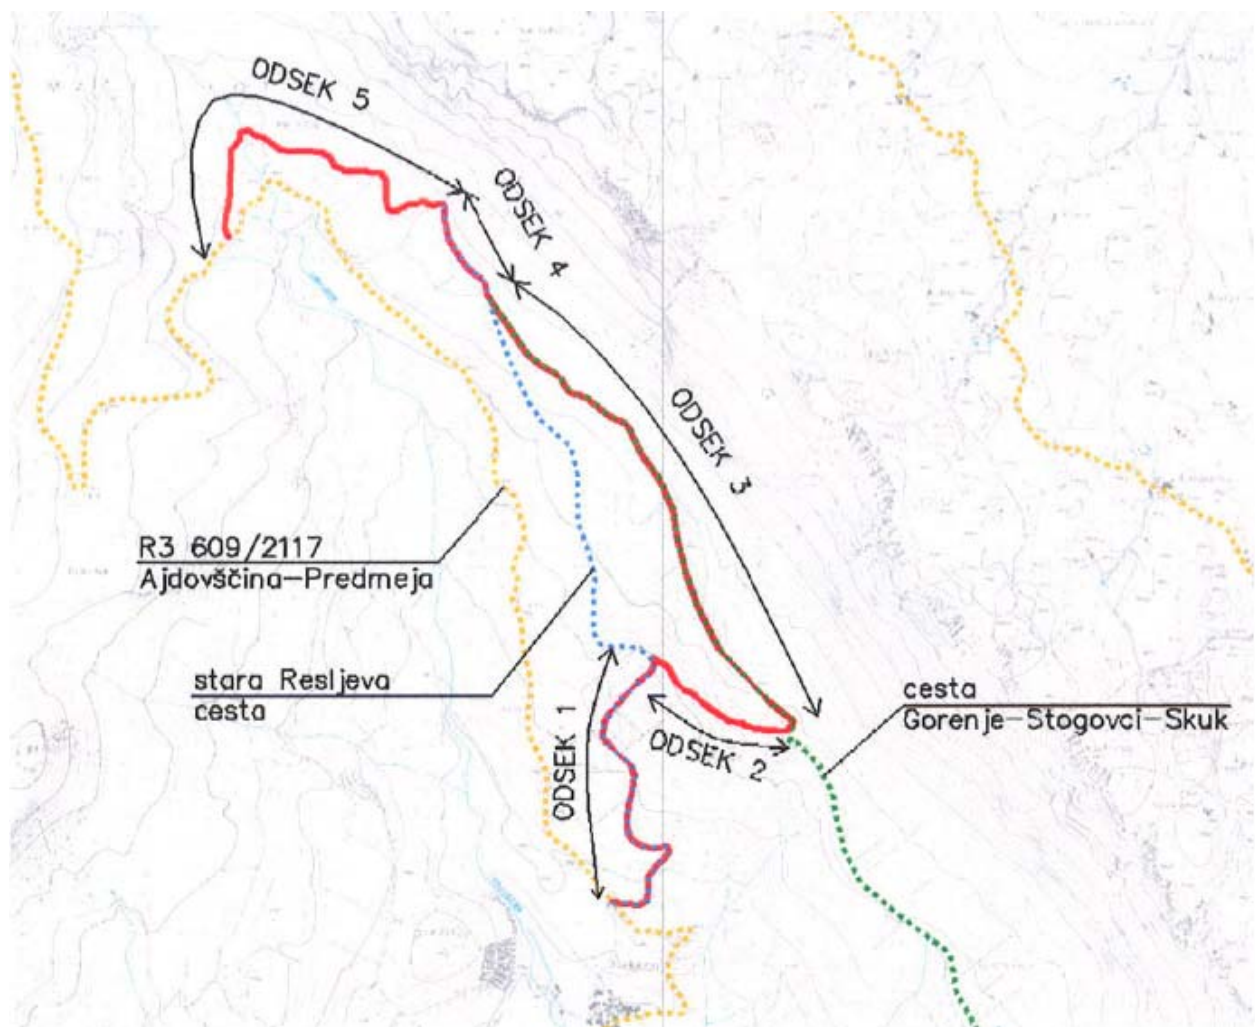 ODSEK 5
ODSEK 4
ODSEK 3
R3 609/2117
Ajdovščina-Predmeja
stara Resljeva
cesta
ODSEK 1
ODSEK 2
cesta
Gorenje-Stogovci-Skuk